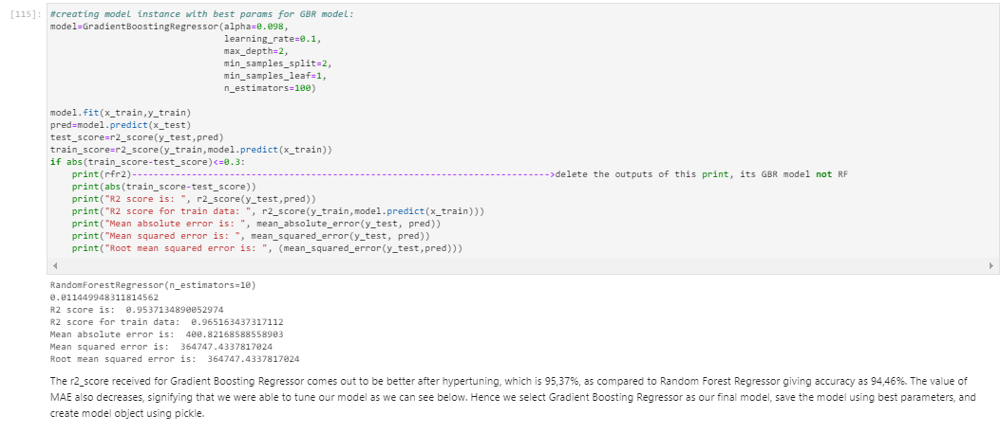 [115]: #creating model instance with best params for GBR model:
model=GradientBoostingRegressor(alpha=0.098,
learning_rate=0.1,
max_depth=2,
min_samples_split=2,
min_samples_leaf=1,
n_estimators=100)
model.fit(x_train,y_train)
pred=model.predict(x_test)
test_score=r2_score(y_test,pred)
train_score=r2_score(y_train,model.predict(x_train))
if abs(train_score-test_score)<=0.3:
print(rfr2)-------------------------------------------------------------------------->delete the outputs of this print, its GBR model not RF
print(abs(train_score-test_score))
print("R2 score is: ", r2_score(y_test,pred))
print("R2 score for train data: ", r2_score(y_train,model.predict(x_train)))
print("Mean absolute error is: ", mean_absolute_error(y_test, pred))
print("Mean squared error is: ", mean_squared_error(y_test, pred))
print("Root mean squared error is: ", (mean_squared_error(y_test,pred)))
RandomForestRegressor(n_estimators=10)
0.011449948311814562
R2 score is:  0.9537134890052974
R2 score for train data:  0.965163437317112
Mean absolute error is:  400.82168588558903
Mean squared error is:  364747.4337817024
Root mean squared error is:  364747.4337817024
The r2_score received for Gradient Boosting Regressor comes out to be better after hypertuning, which is 95,37%, as compared to Random Forest Regressor giving accuracy as 94,46%. The value of
MAE also decreases, signifying that we were able to tune our model as we can see below. Hence we select Gradient Boosting Regressor as our final model, save the model using best parameters, and
create model object using pickle.